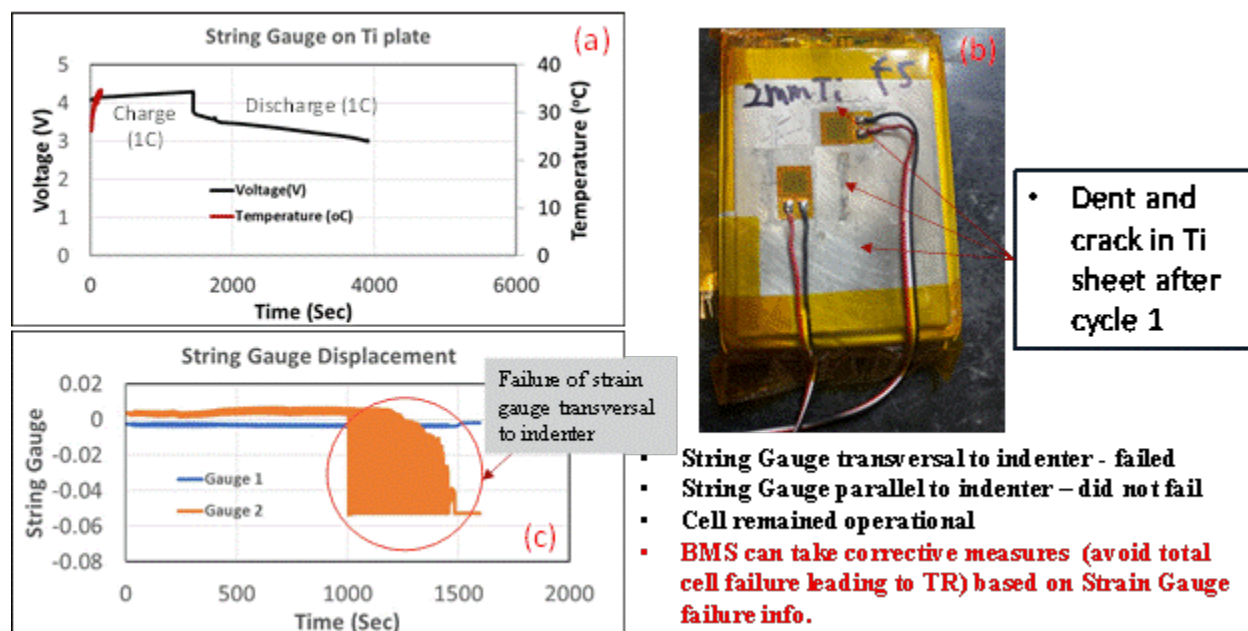 String Gauge on Ti plate
(a)
5
4
3
2
1
0
Voltage (V)
40
30
20
10
0
Temperature (°C)
Charge
(1C)
Discharge (1C)
Voltage(V)
Temperature (oC)
0
2000
4000
6000
Time (Sec)
(b)
2mm Ti
f5
• Dent and
crack in Ti
sheet after
cycle 1
String Gauge Displacement
0.02
0
-0.02
-0.04
-0.06
-0.08
String Gauge
Gauge 1
Gauge 2
(c)
0
500
1000
1500
2000
Time (Sec)
Failure of strain
gauge transversal
to indenter
▪ String Gauge transversal to indenter - failed
▪ String Gauge parallel to indenter – did not fail
▪ Cell remained operational
▪ BMS can take corrective measures (avoid total
cell failure leading to TR) based on Strain Gauge
failure info.